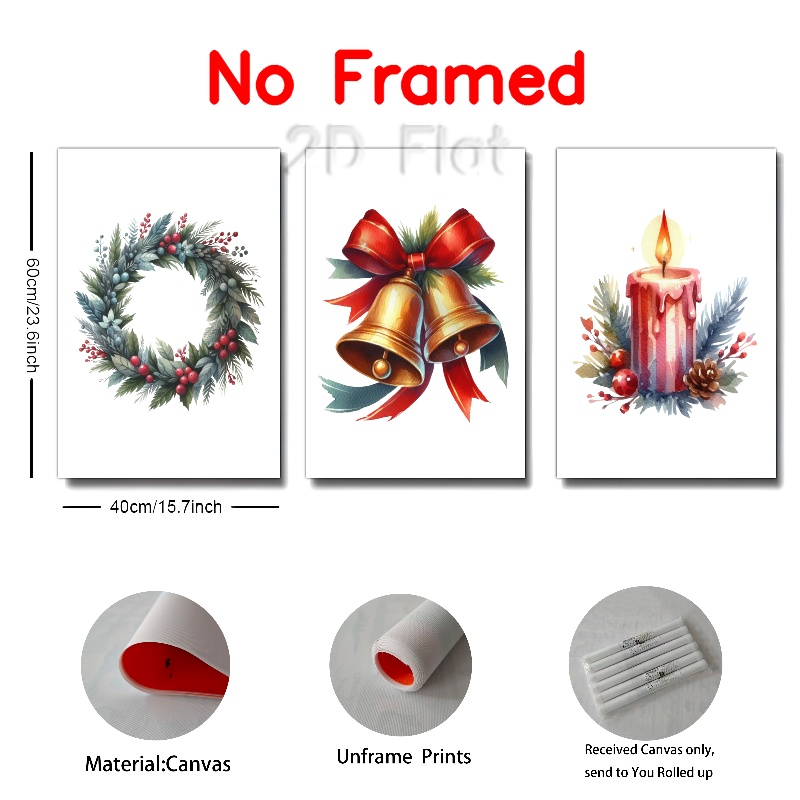 No Framed
2D Flat
60cm/23.6inch
40cm/15.7inch
Material:Canvas
Unframe Prints
Received Canvas only,
send to You Rolled up